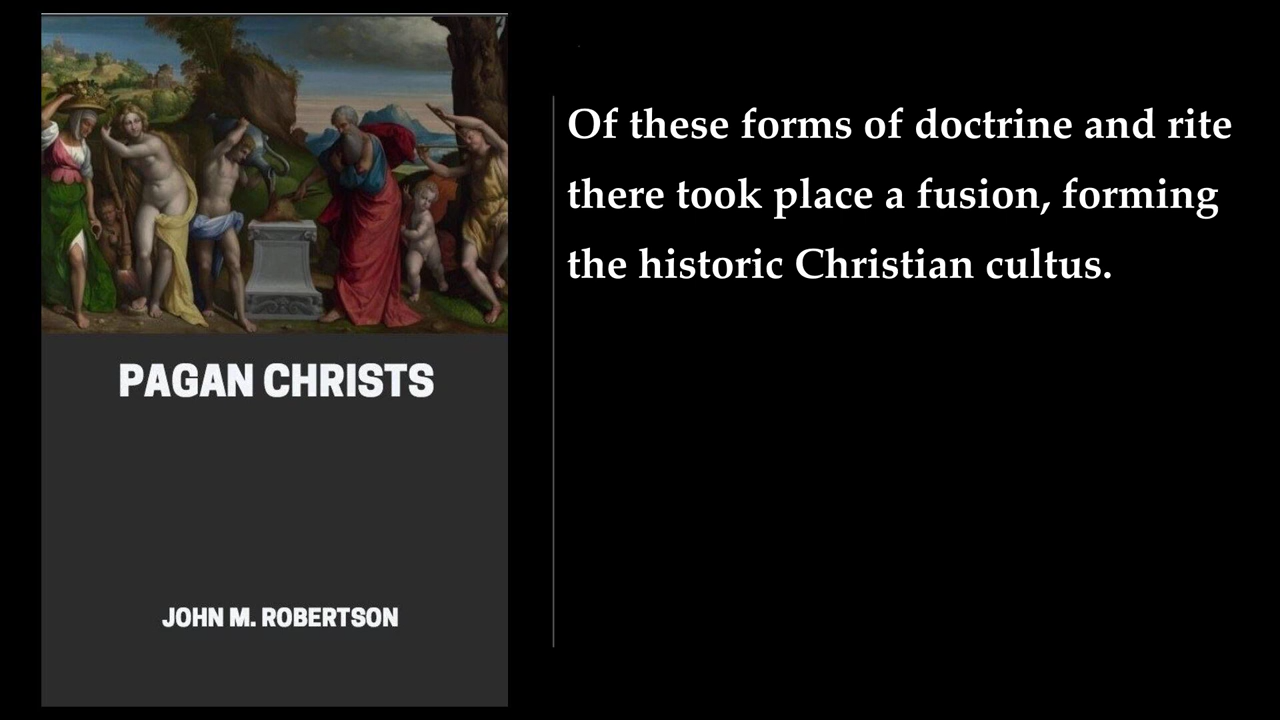 PAGAN CHRISTS
JOHN M. ROBERTSON
Of these forms of doctrine and rite
there took place a fusion, forming
the historic Christian cultus.